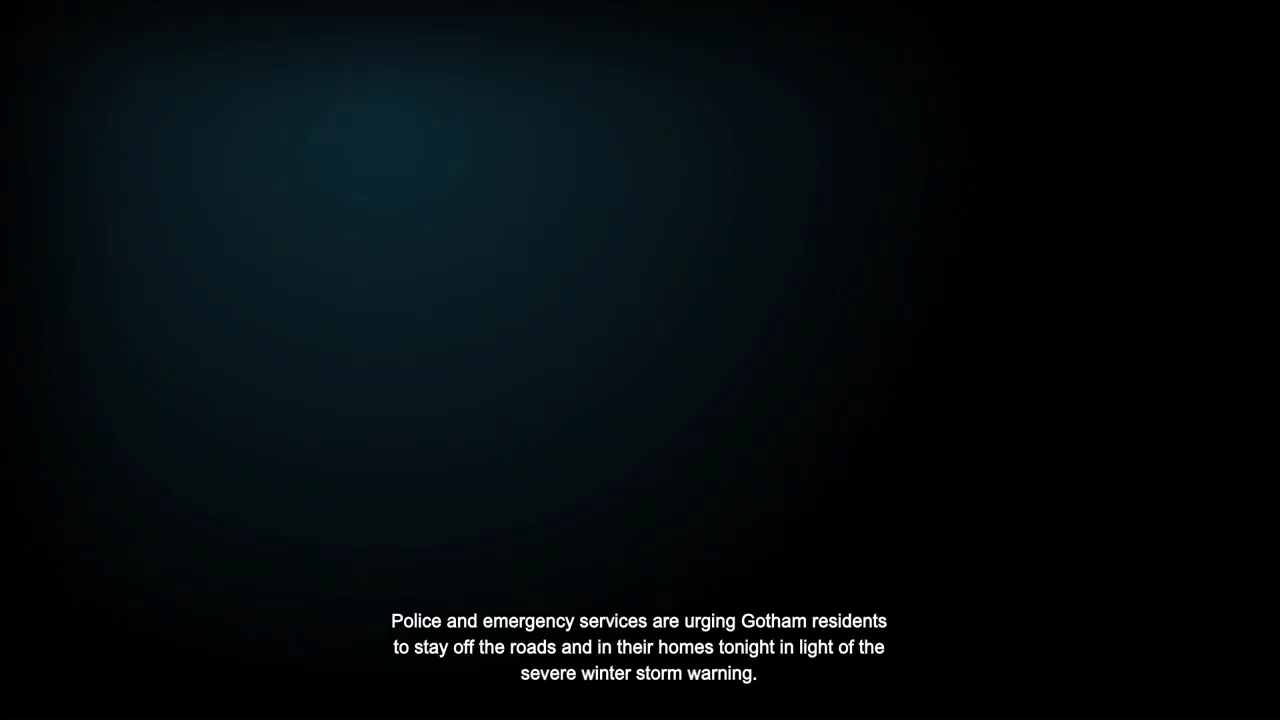 Police and emergency services are urging Gotham residents
to stay off the roads and in their homes tonight in light of the
severe winter storm warning.